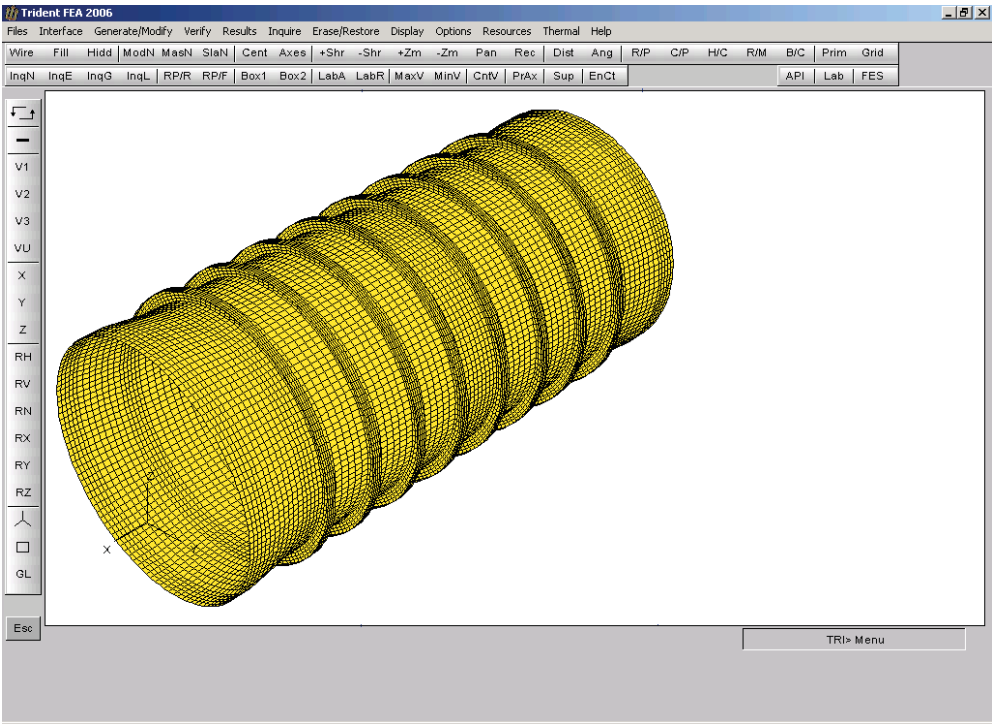 Trident FEA 2006
Files Interface Generate/Modify Verify Results Inquire Erase/Restore Display Options Resources Thermal Help
Wire Fill Hidd ModN MasN SlaN Cent Axes +Shr -Shr +Zm -Zm Pan Rec Dist Ang R/P C/P H/C R/M B/C Prim Grid
InqN InqE InqG InqL RP/R RP/F Box1 Box2 LabA LabR MaxV MinV CntV PrAx Sup EnCt API Lab FES
V1
V2
V3
VU
X
Y
Z
RH
RV
RN
RX
RY
RZ
GL
X
Esc
TRI> Menu